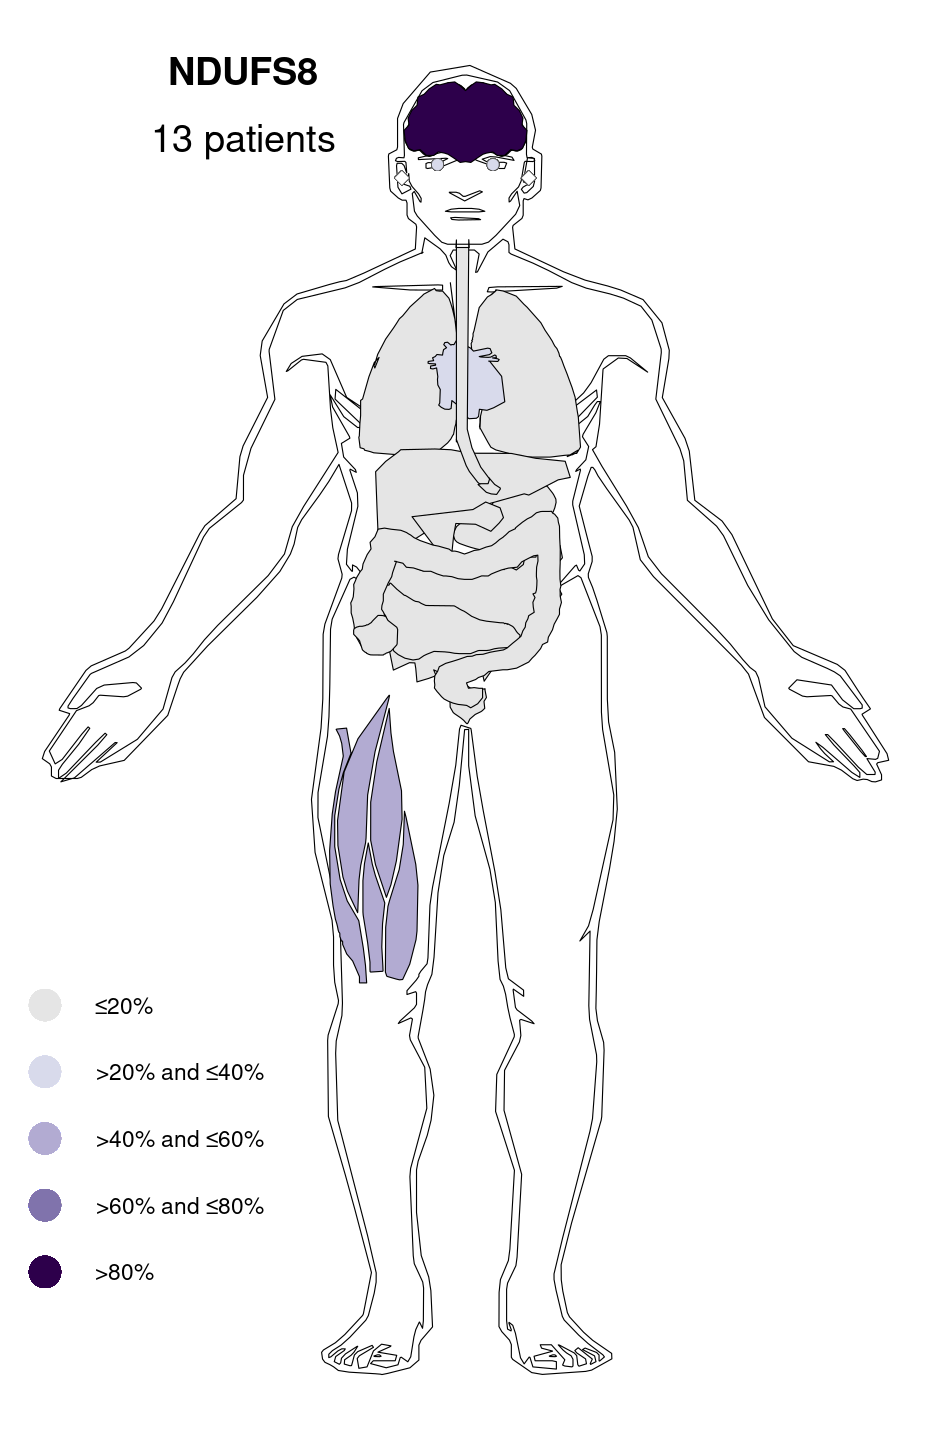 NDUFS8
13 patients
≤20%
>20% and ≤40%
>40% and ≤60%
>60% and ≤80%
>80%